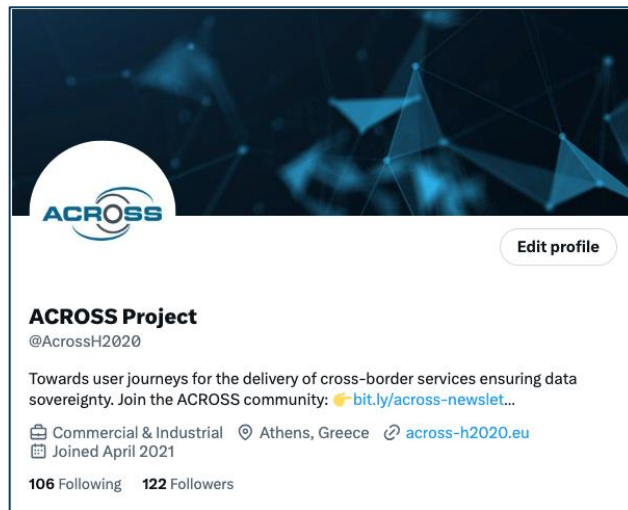 ACROSS
Edit profile
ACROSS Project
@AcrossH2020
Towards user journeys for the delivery of cross-border services ensuring data
sovereignty. Join the ACROSS community: 👉bit.ly/across-newslet…
Commercial & Industrial Athens, Greece across-h2020.eu
Joined April 2021
106 Following 122 Followers